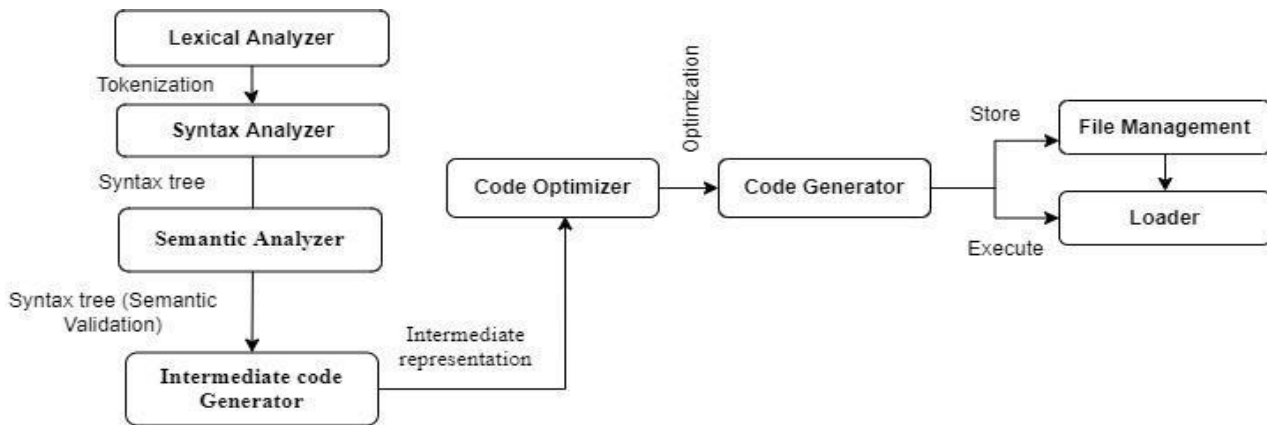 Lexical Analyzer
Tokenization
Syntax Analyzer
Syntax tree
Semantic Analyzer
Syntax tree (Semantic
Validation)
Intermediate code
Generator
Intermediate
representation
Code Optimizer
Optimization
Code Generator
Store
File Management
Execute
Loader